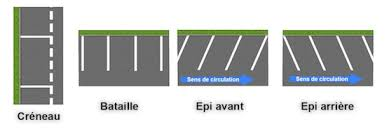 Sens de circulation
Sens de circulation
Créneau
Bataille
Epi avant
Epi arrière